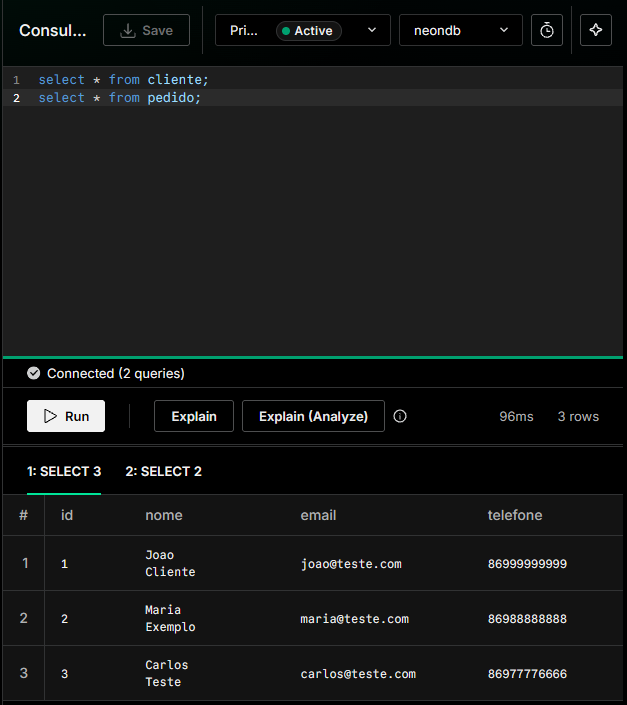 Consul... Save Pri... Active neondb
1 select * from cliente;
2 select * from pedido;
Connected (2 queries)
Run Explain Explain (Analyze) 96ms 3 rows
1: SELECT 3 2: SELECT 2
# id nome email telefone
1 1 Joao Cliente joao@teste.com 86999999999
2 2 Maria Exemplo maria@teste.com 86988888888
3 3 Carlos Teste carlos@teste.com 86977776666